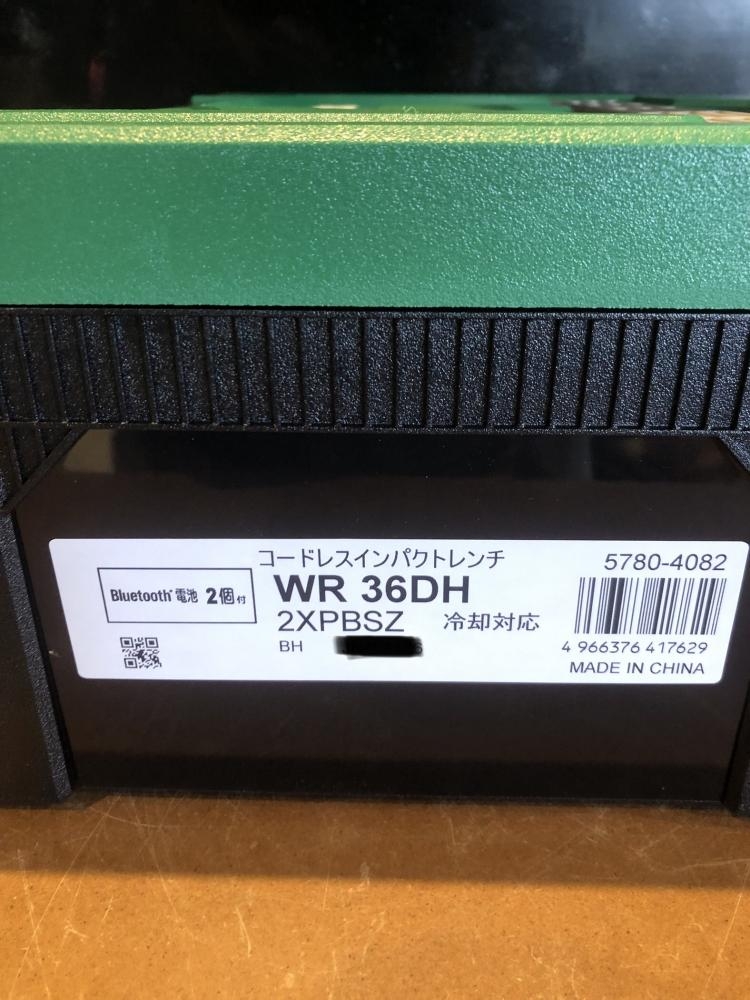 コードレスインパクトレンチ
5780-4082
Bluetooth® 電池 2個付
WR 36DH
2XPBSZ 冷却対応
BH
4 966376 417629
MADE IN CHINA